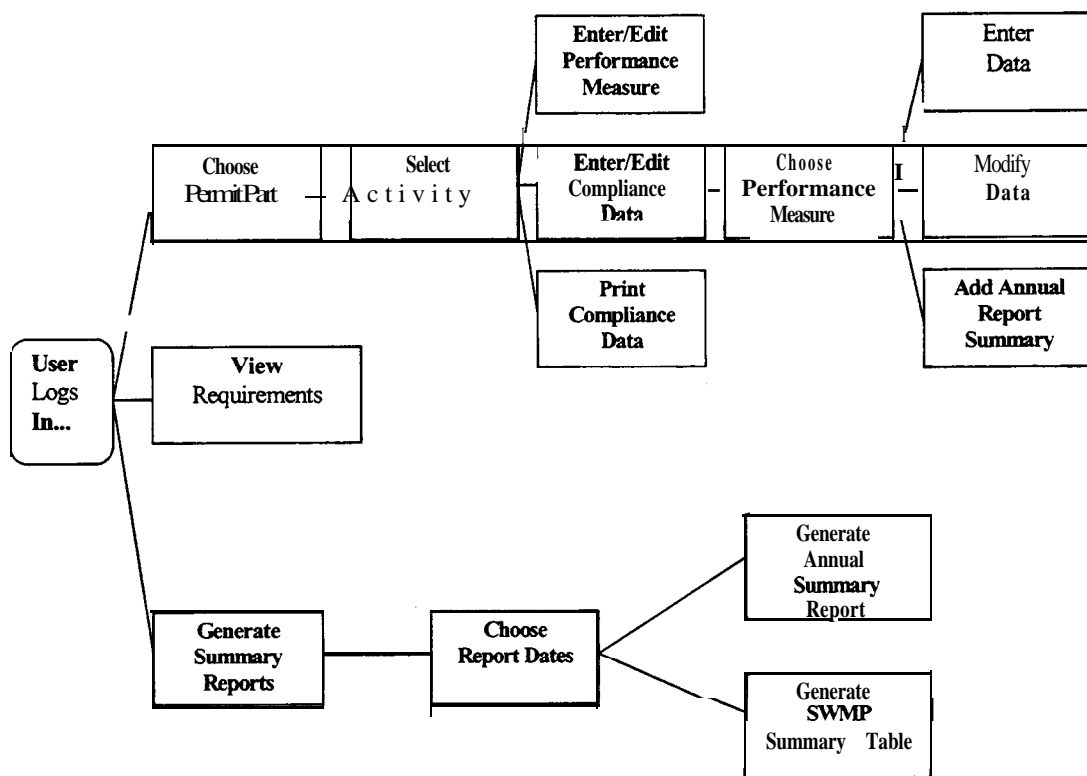 Enter/Edit
Performance
Measure
Enter
Data
Choose
Permit Part
Select
Activity
Enter/Edit
Compliance
Data
Choose
Performance
Measure
Modify
Data
Print
Compliance
Data
Add Annual
Report
Summary
User
Logs
In...
View
Requirements
Generate
Summary
Reports
Choose
Report Dates
Generate
Annual
Summary
Report
Generate
SWMP
Summary Table